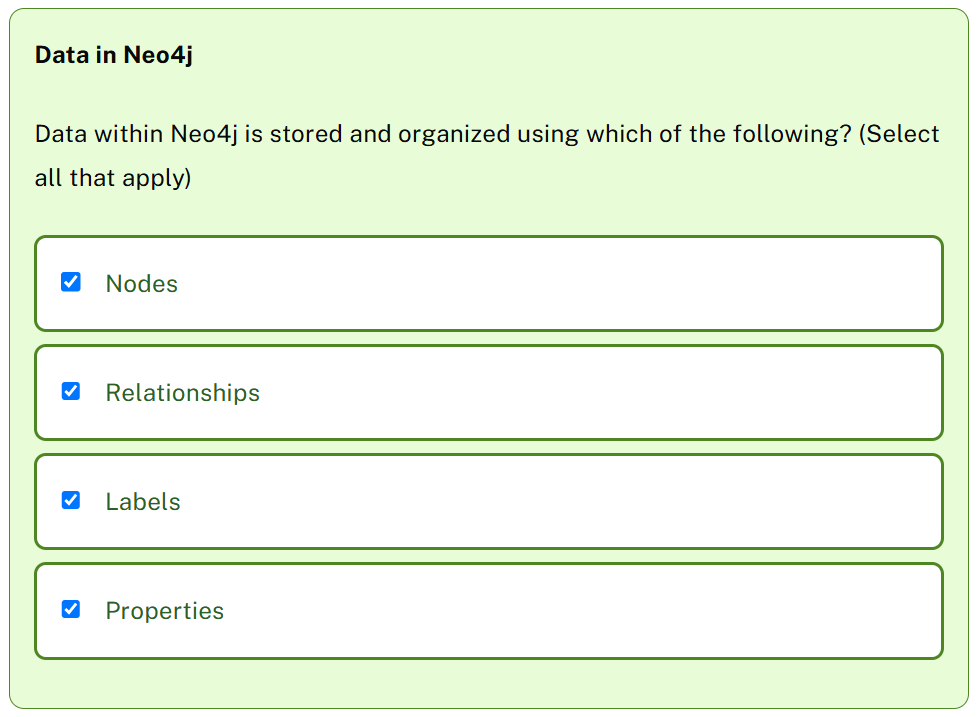 Data in Neo4j
Data within Neo4j is stored and organized using which of the following? (Select
all that apply)
Nodes
Relationships
Labels
Properties